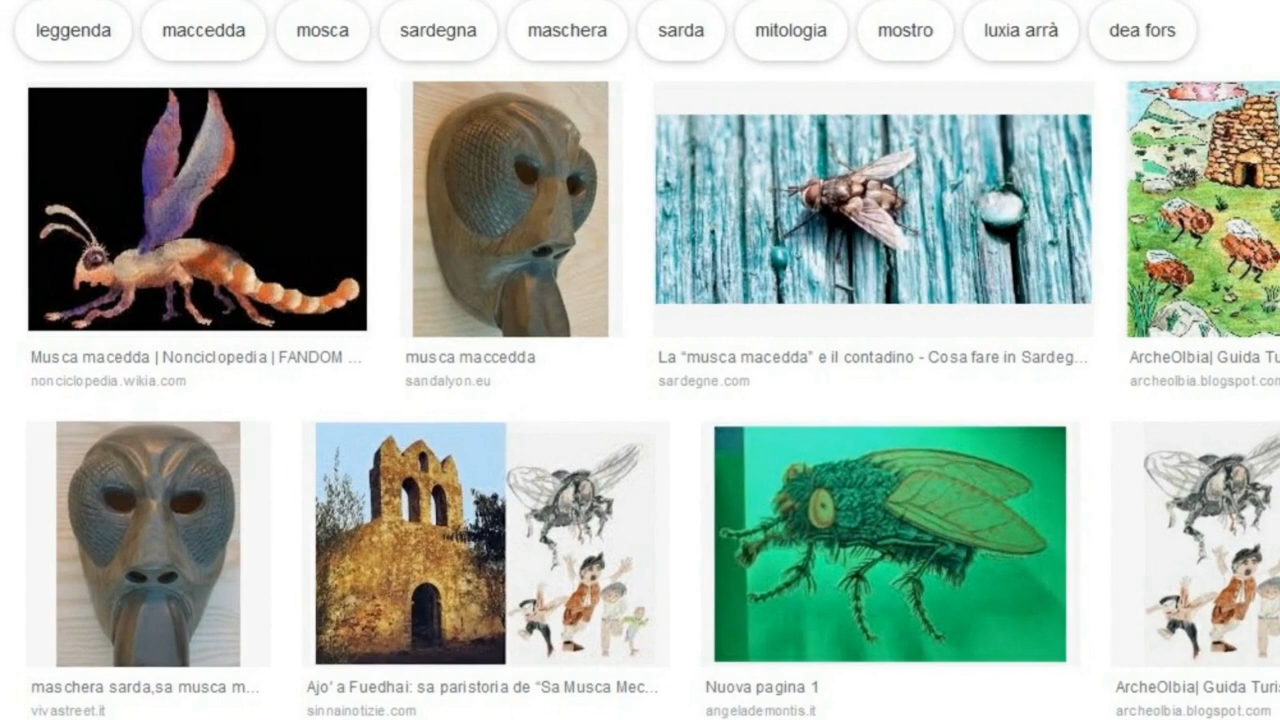 leggenda
maccedda
mosca
sardegna
maschera
sarda
mitologia
mostro
luxia arrà
dea fors
Musca macedda | Nonciclopedia | FANDOM ...
nonciclopedia.wikia.com
musca maccedda
sandalyon.eu
La “musca macedda” e il contadino - Cosa fare in Sardeg...
sardegne.com
ArcheOlbia| Guida Tu
archeolbia.blogspot.con
maschera sarda,sa musca m...
vivastreet.it
Ajo' a Fuedhai: sa paristoria de “Sa Musca Mec...
sinnainotizie.com
Nuova pagina 1
angelademontis.it
ArcheOlbia| Guida Turis
archeolbia.blogspot.com